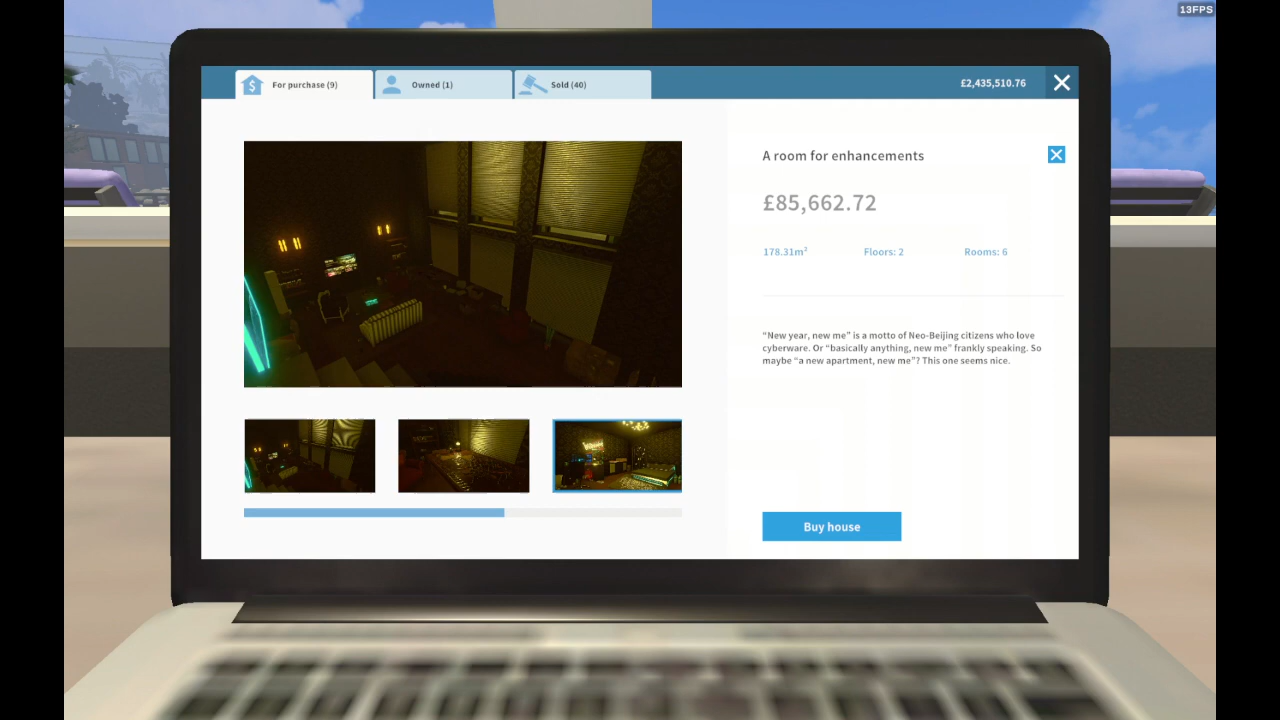 13FPS
For purchase (9)
Owned (1)
Sold (40)
£2,435,510.76
A room for enhancements
£85,662.72
178.31m²
Floors: 2
Rooms: 6
“New year, new me” is a motto of Neo-Beijing citizens who love
cyberware. Or “basically anything, new me” frankly speaking. So
maybe “a new apartment, new me”? This one seems nice.
Buy house